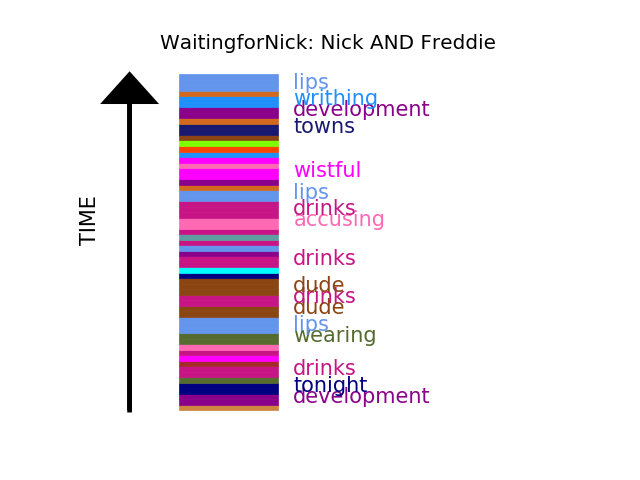 WaitingforNick: Nick AND Freddie
lips
writhing
development
towns
wistful
lips
drinks
accusing
drinks
dude
drinks
dude
lips
wearing
drinks
tonight
development
TIME